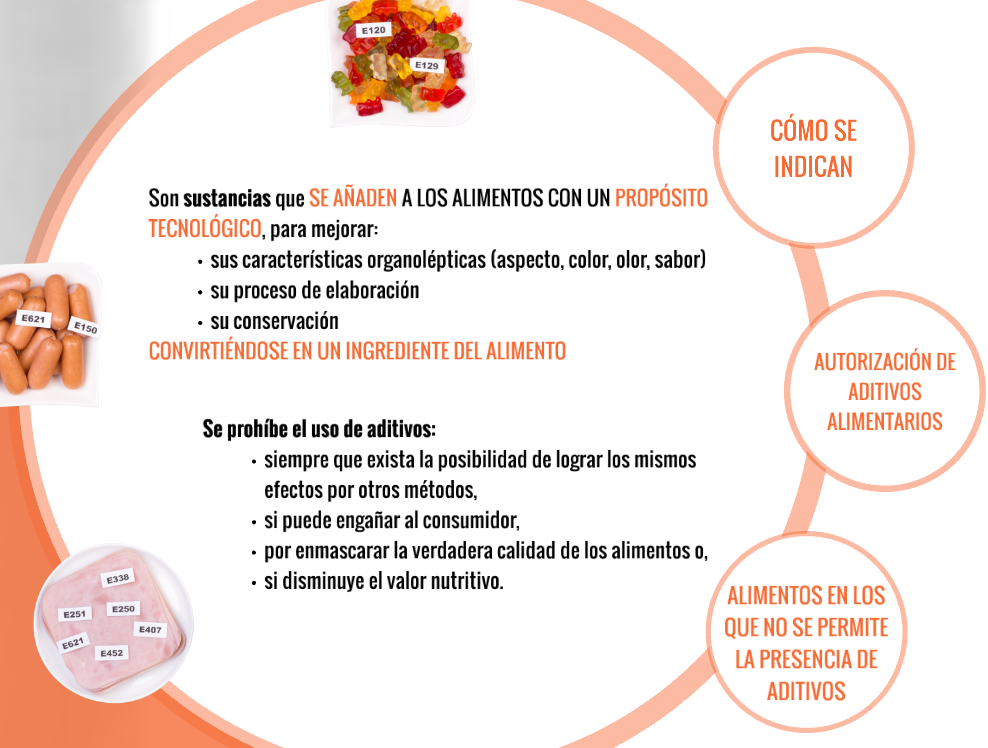 E120
E129
CÓMO SE
INDICAN
Son sustancias que SE AÑADEN A LOS ALIMENTOS CON UN PROPÓSITO
TECNOLÓGICO, para mejorar:
• sus características organolépticas (aspecto, color, olor, sabor)
• su proceso de elaboración
• su conservación
CONVIRTIÉNDOSE EN UN INGREDIENTE DEL ALIMENTO
E621
E150
AUTORIZACIÓN DE
ADITIVOS
ALIMENTARIOS
Se prohíbe el uso de aditivos:
• siempre que exista la posibilidad de lograr los mismos
efectos por otros métodos,
• si puede engañar al consumidor,
• por enmascarar la verdadera calidad de los alimentos o,
• si disminuye el valor nutritivo.
E338
E251
E250
E407
E621
E452
ALIMENTOS EN LOS
QUE NO SE PERMITE
LA PRESENCIA DE
ADITIVOS